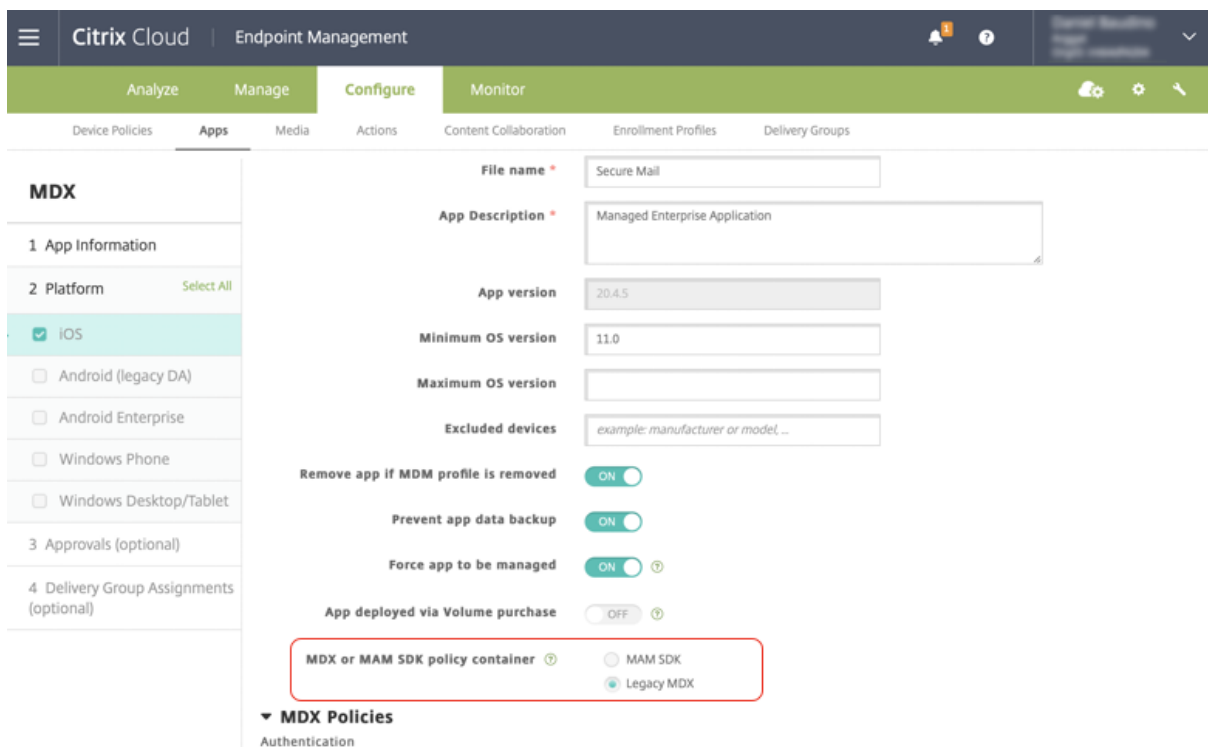 Citrix Cloud | Endpoint Management
1
?
Analyze Manage Configure Monitor
Device Policies Apps Media Actions Content Collaboration Enrollment Profiles Delivery Groups
MDX
1 App Information
2 Platform Select All
iOS
Android (legacy DA)
Android Enterprise
Windows Phone
Windows Desktop/Tablet
3 Approvals (optional)
4 Delivery Group Assignments
(optional)
File name * Secure Mail
App Description * Managed Enterprise Application
App version 20.4.5
Minimum OS version 11.0
Maximum OS version
Excluded devices example: manufacturer or model, ...
Remove app if MDM profile is removed ON
Prevent app data backup ON
Force app to be managed ON ?
App deployed via Volume purchase OFF ?
MDX or MAM SDK policy container ? MAM SDK
Legacy MDX
MDX Policies
Authentication